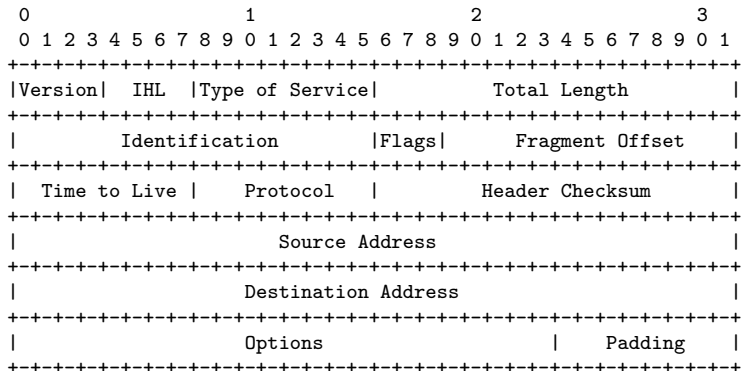 0                   1                   2                   3
 0 1 2 3 4 5 6 7 8 9 0 1 2 3 4 5 6 7 8 9 0 1 2 3 4 5 6 7 8 9 0 1
+-+-+-+-+-+-+-+-+-+-+-+-+-+-+-+-+-+-+-+-+-+-+-+-+-+-+-+-+-+-+-+-+
|Version|  IHL  |Type of Service|          Total Length         |
+-+-+-+-+-+-+-+-+-+-+-+-+-+-+-+-+-+-+-+-+-+-+-+-+-+-+-+-+-+-+-+-+
|         Identification        |Flags|      Fragment Offset    |
+-+-+-+-+-+-+-+-+-+-+-+-+-+-+-+-+-+-+-+-+-+-+-+-+-+-+-+-+-+-+-+-+
|  Time to Live |    Protocol   |         Header Checksum       |
+-+-+-+-+-+-+-+-+-+-+-+-+-+-+-+-+-+-+-+-+-+-+-+-+-+-+-+-+-+-+-+-+
|                       Source Address                          |
+-+-+-+-+-+-+-+-+-+-+-+-+-+-+-+-+-+-+-+-+-+-+-+-+-+-+-+-+-+-+-+-+
|                    Destination Address                        |
+-+-+-+-+-+-+-+-+-+-+-+-+-+-+-+-+-+-+-+-+-+-+-+-+-+-+-+-+-+-+-+-+
|                    Options                    |    Padding    |
+-+-+-+-+-+-+-+-+-+-+-+-+-+-+-+-+-+-+-+-+-+-+-+-+-+-+-+-+-+-+-+-+